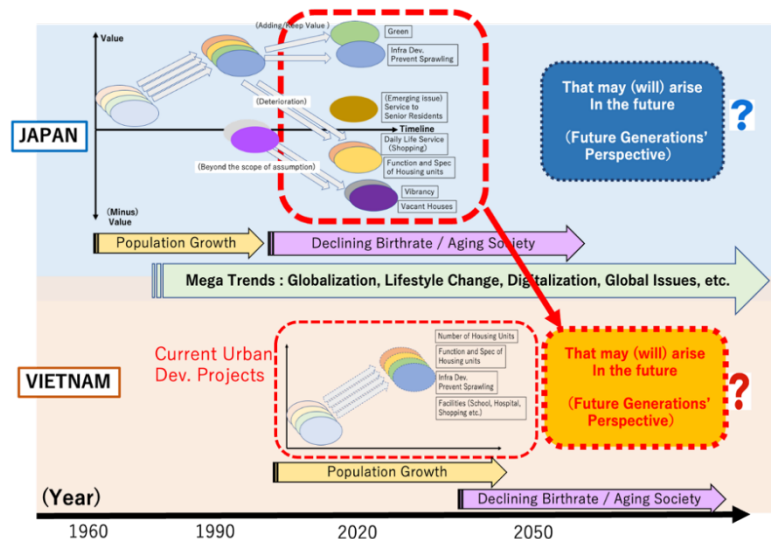 (Adding/Keep Value )
Value
Green
Infra Dev.
Prevent Sprawling
(Deterioration)
(Emerging issue)
Service to
Senior Residents
Timeline
JAPAN
Daily Life Service
(Shopping)
(Beyond the scope of assumption)
Function and Spec
of Housing units
Vibrancy
Vacant Houses
(Minus)
Value
That may (will) arise
In the future
(Future Generations'
Perspective)
?
Population Growth
Declining Birthrate / Aging Society
Mega Trends : Globalization, Lifestyle Change, Digitalization, Global Issues, etc.
VIETNAM
Current Urban
Dev. Projects
Number of Housing Units
Function and Spec of
Housing units
Infra Dev.
Prevent Sprawling
Facilities (School, Hospital,
Shopping etc.)
That may (will) arise
In the future
(Future Generations'
Perspective)
?
Population Growth
Declining Birthrate / Aging Society
(Year)
1960
1990
2020
2050